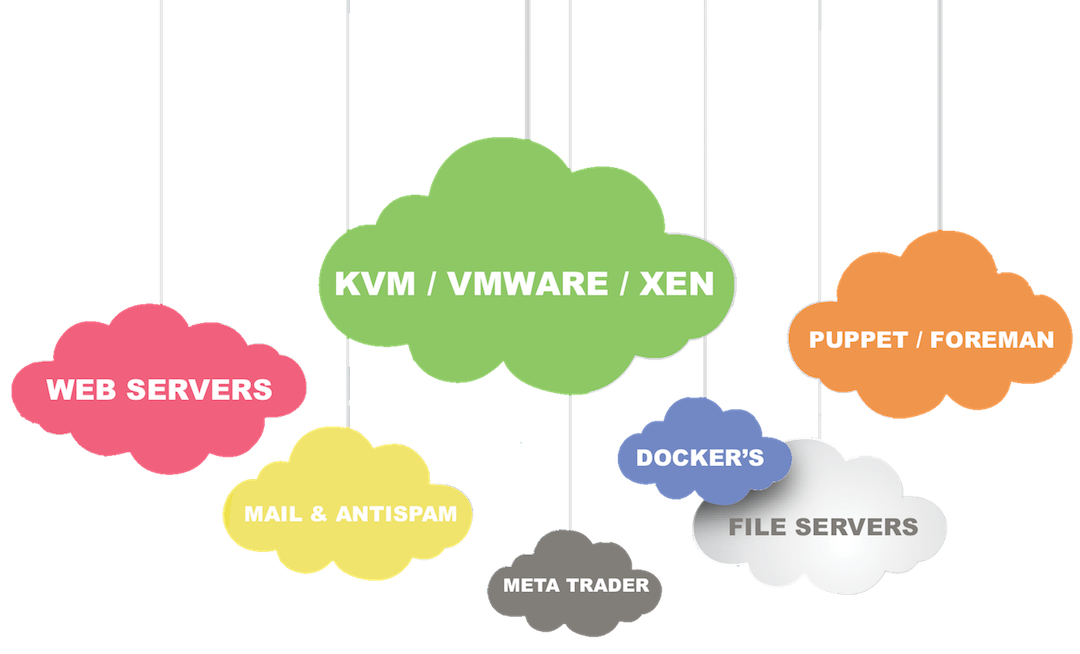 KVM / VMWARE / XEN
PUPPET / FOREMAN
WEB SERVERS
DOCKER'S
MAIL & ANTISPAM
FILE SERVERS
META TRADER